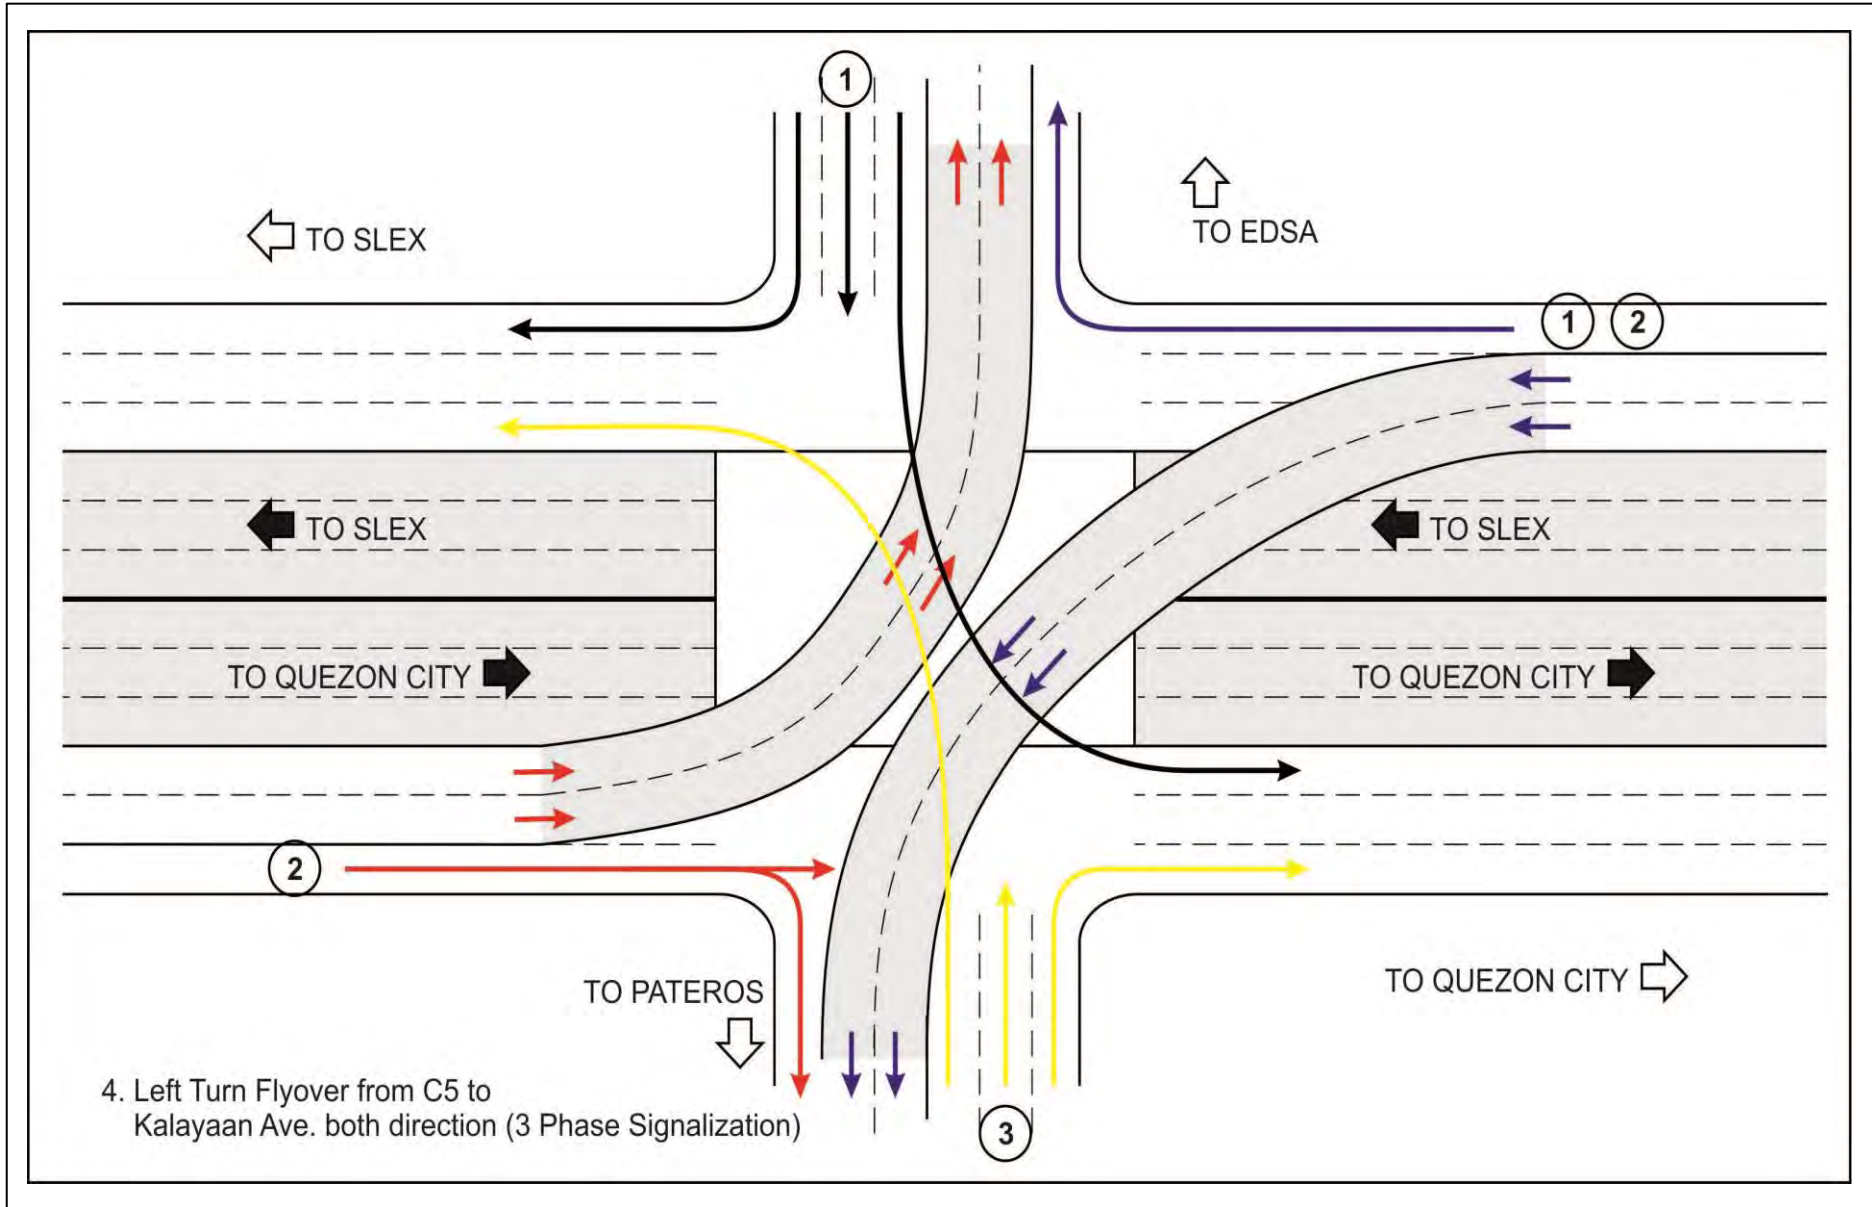 1
TO SLEX
TO EDSA
1 2
TO SLEX
TO SLEX
TO QUEZON CITY
TO QUEZON CITY
2
TO PATEROS
TO QUEZON CITY
4. Left Turn Flyover from C5 to
Kalayaan Ave. both direction (3 Phase Signalization)
3